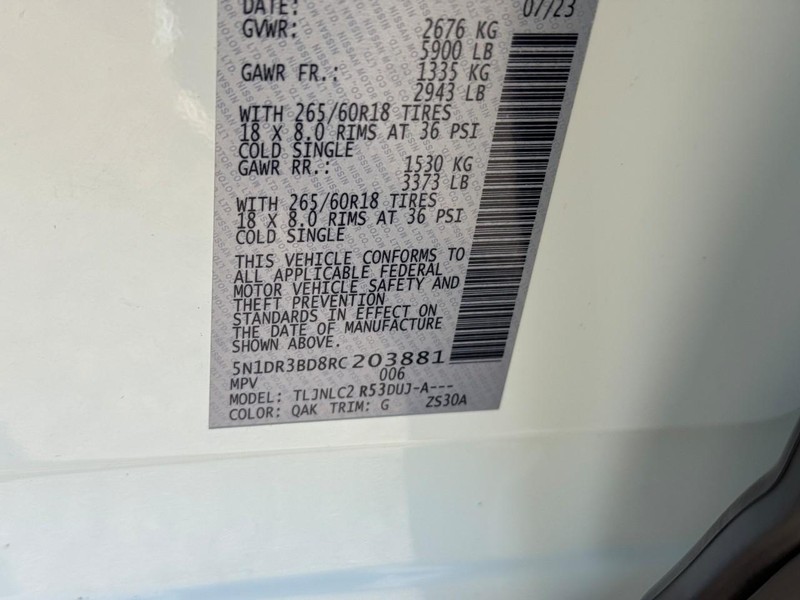 DATE: 07/23
GVWR: 2676 KG
5900 LB
GAWR FR.: 1335 KG
2943 LB
WITH 265/60R18 TIRES
18 X 8.0 RIMS AT 36 PSI
COLD SINGLE
GAWR RR.: 1530 KG
3373 LB
WITH 265/60R18 TIRES
18 X 8.0 RIMS AT 36 PSI
COLD SINGLE
THIS VEHICLE CONFORMS TO
ALL APPLICABLE FEDERAL
MOTOR VEHICLE SAFETY AND
THEFT PREVENTION
STANDARDS IN EFFECT ON
THE DATE OF MANUFACTURE
SHOWN ABOVE.
5N1DR3BD8RC203881
MPV 006
MODEL: TLJNLC2 R53DUJ-A---
COLOR: QAK TRIM: G ZS30A